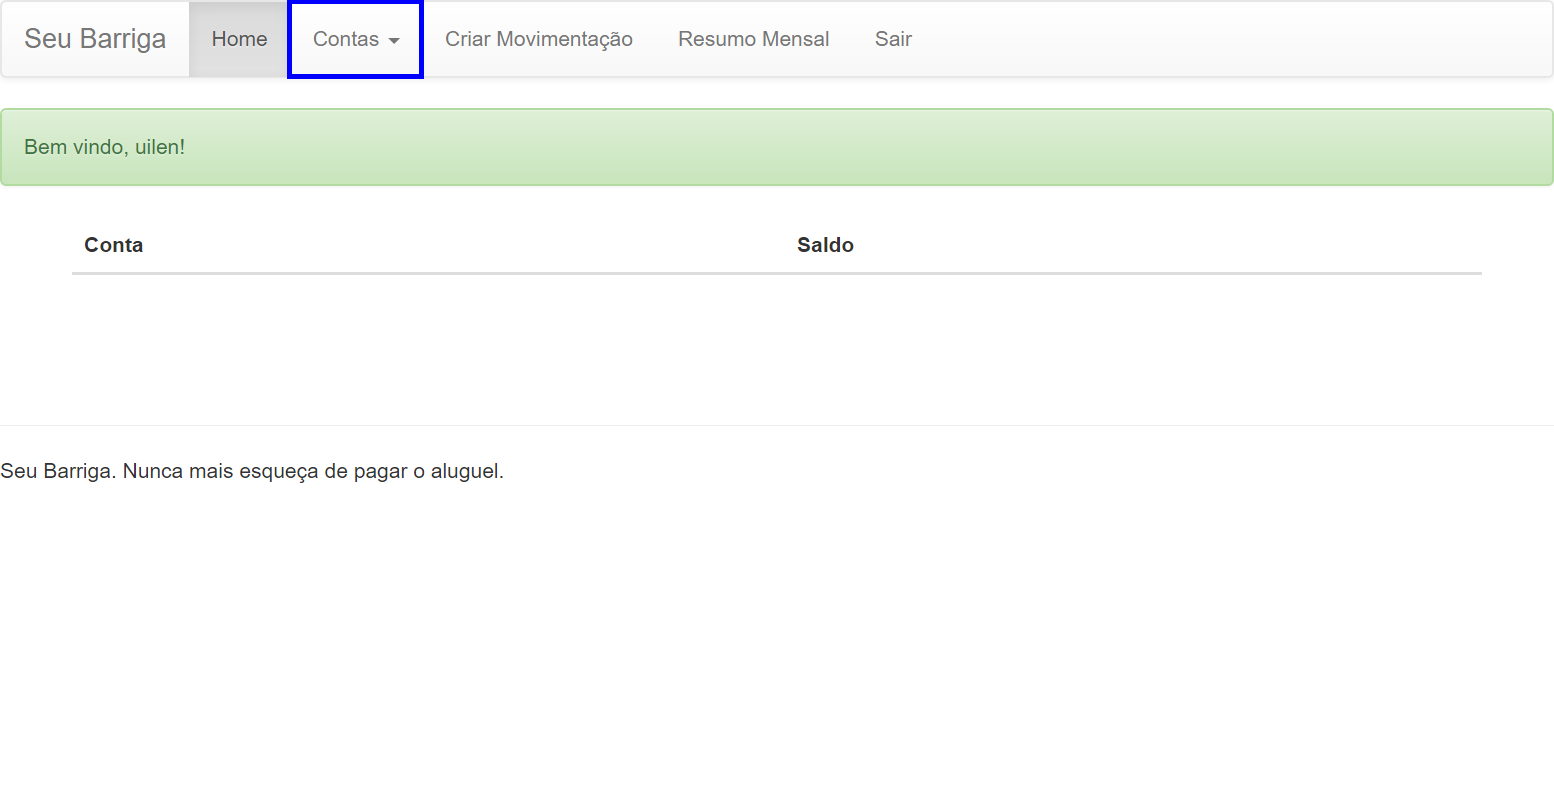 Seu Barriga Home Contas Criar Movimentação Resumo Mensal Sair
Bem vindo, uilen!
Conta Saldo
Seu Barriga. Nunca mais esqueça de pagar o aluguel.